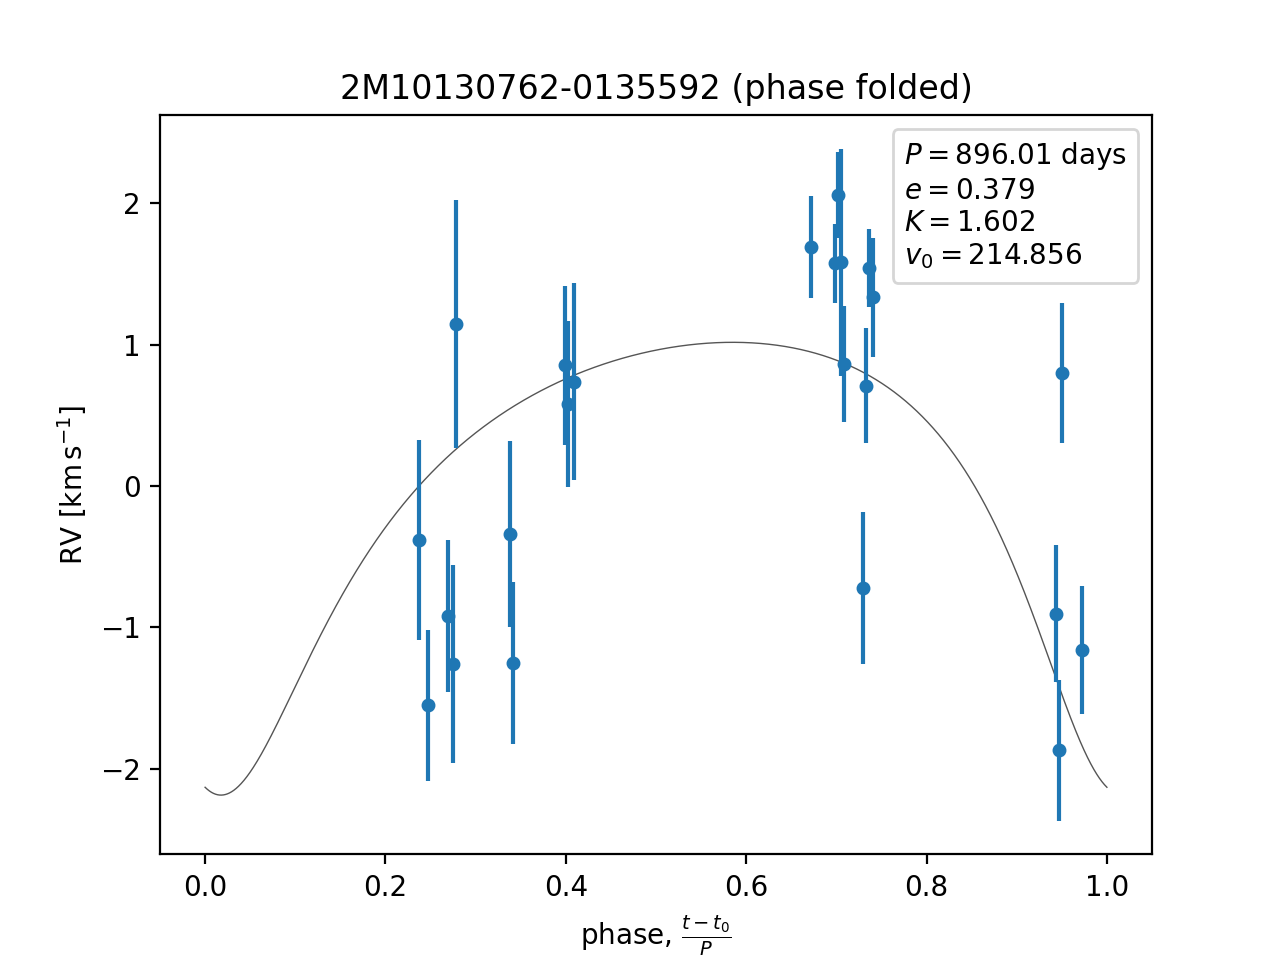 2M10130762-0135592 (phase folded)
P = 896.01 days
e = 0.379
K = 1.602
v₀ = 214.856
RV [km s⁻¹]
2
1
0
−1
−2
0.0 0.2 0.4 0.6 0.8 1.0
phase, (t − t₀)/P